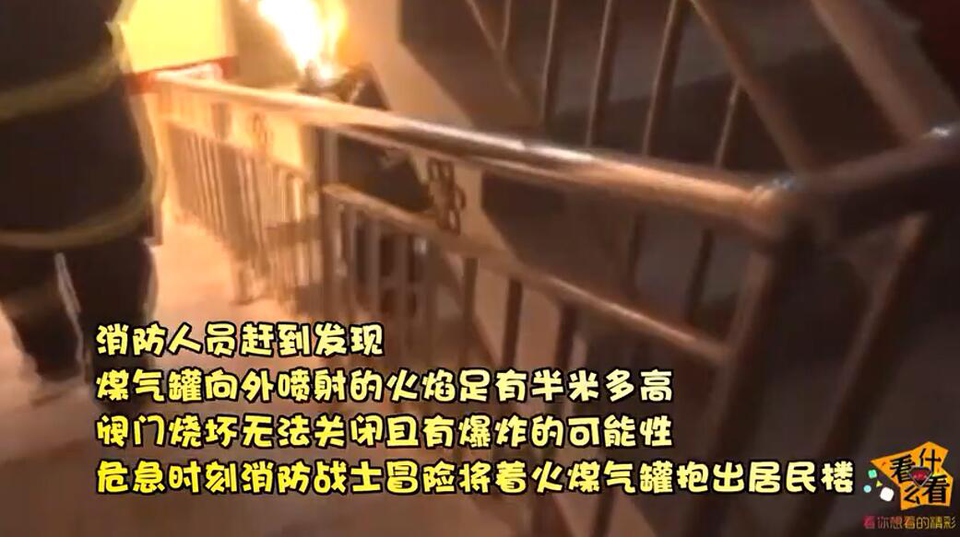 消防人员赶到发现
煤气罐向外喷射的火焰足有半米多高
阀门烧坏无法关闭且有爆炸的可能性
危急时刻消防战士冒险将着火煤气罐抱出居民楼
看什么看
看你想看的精彩